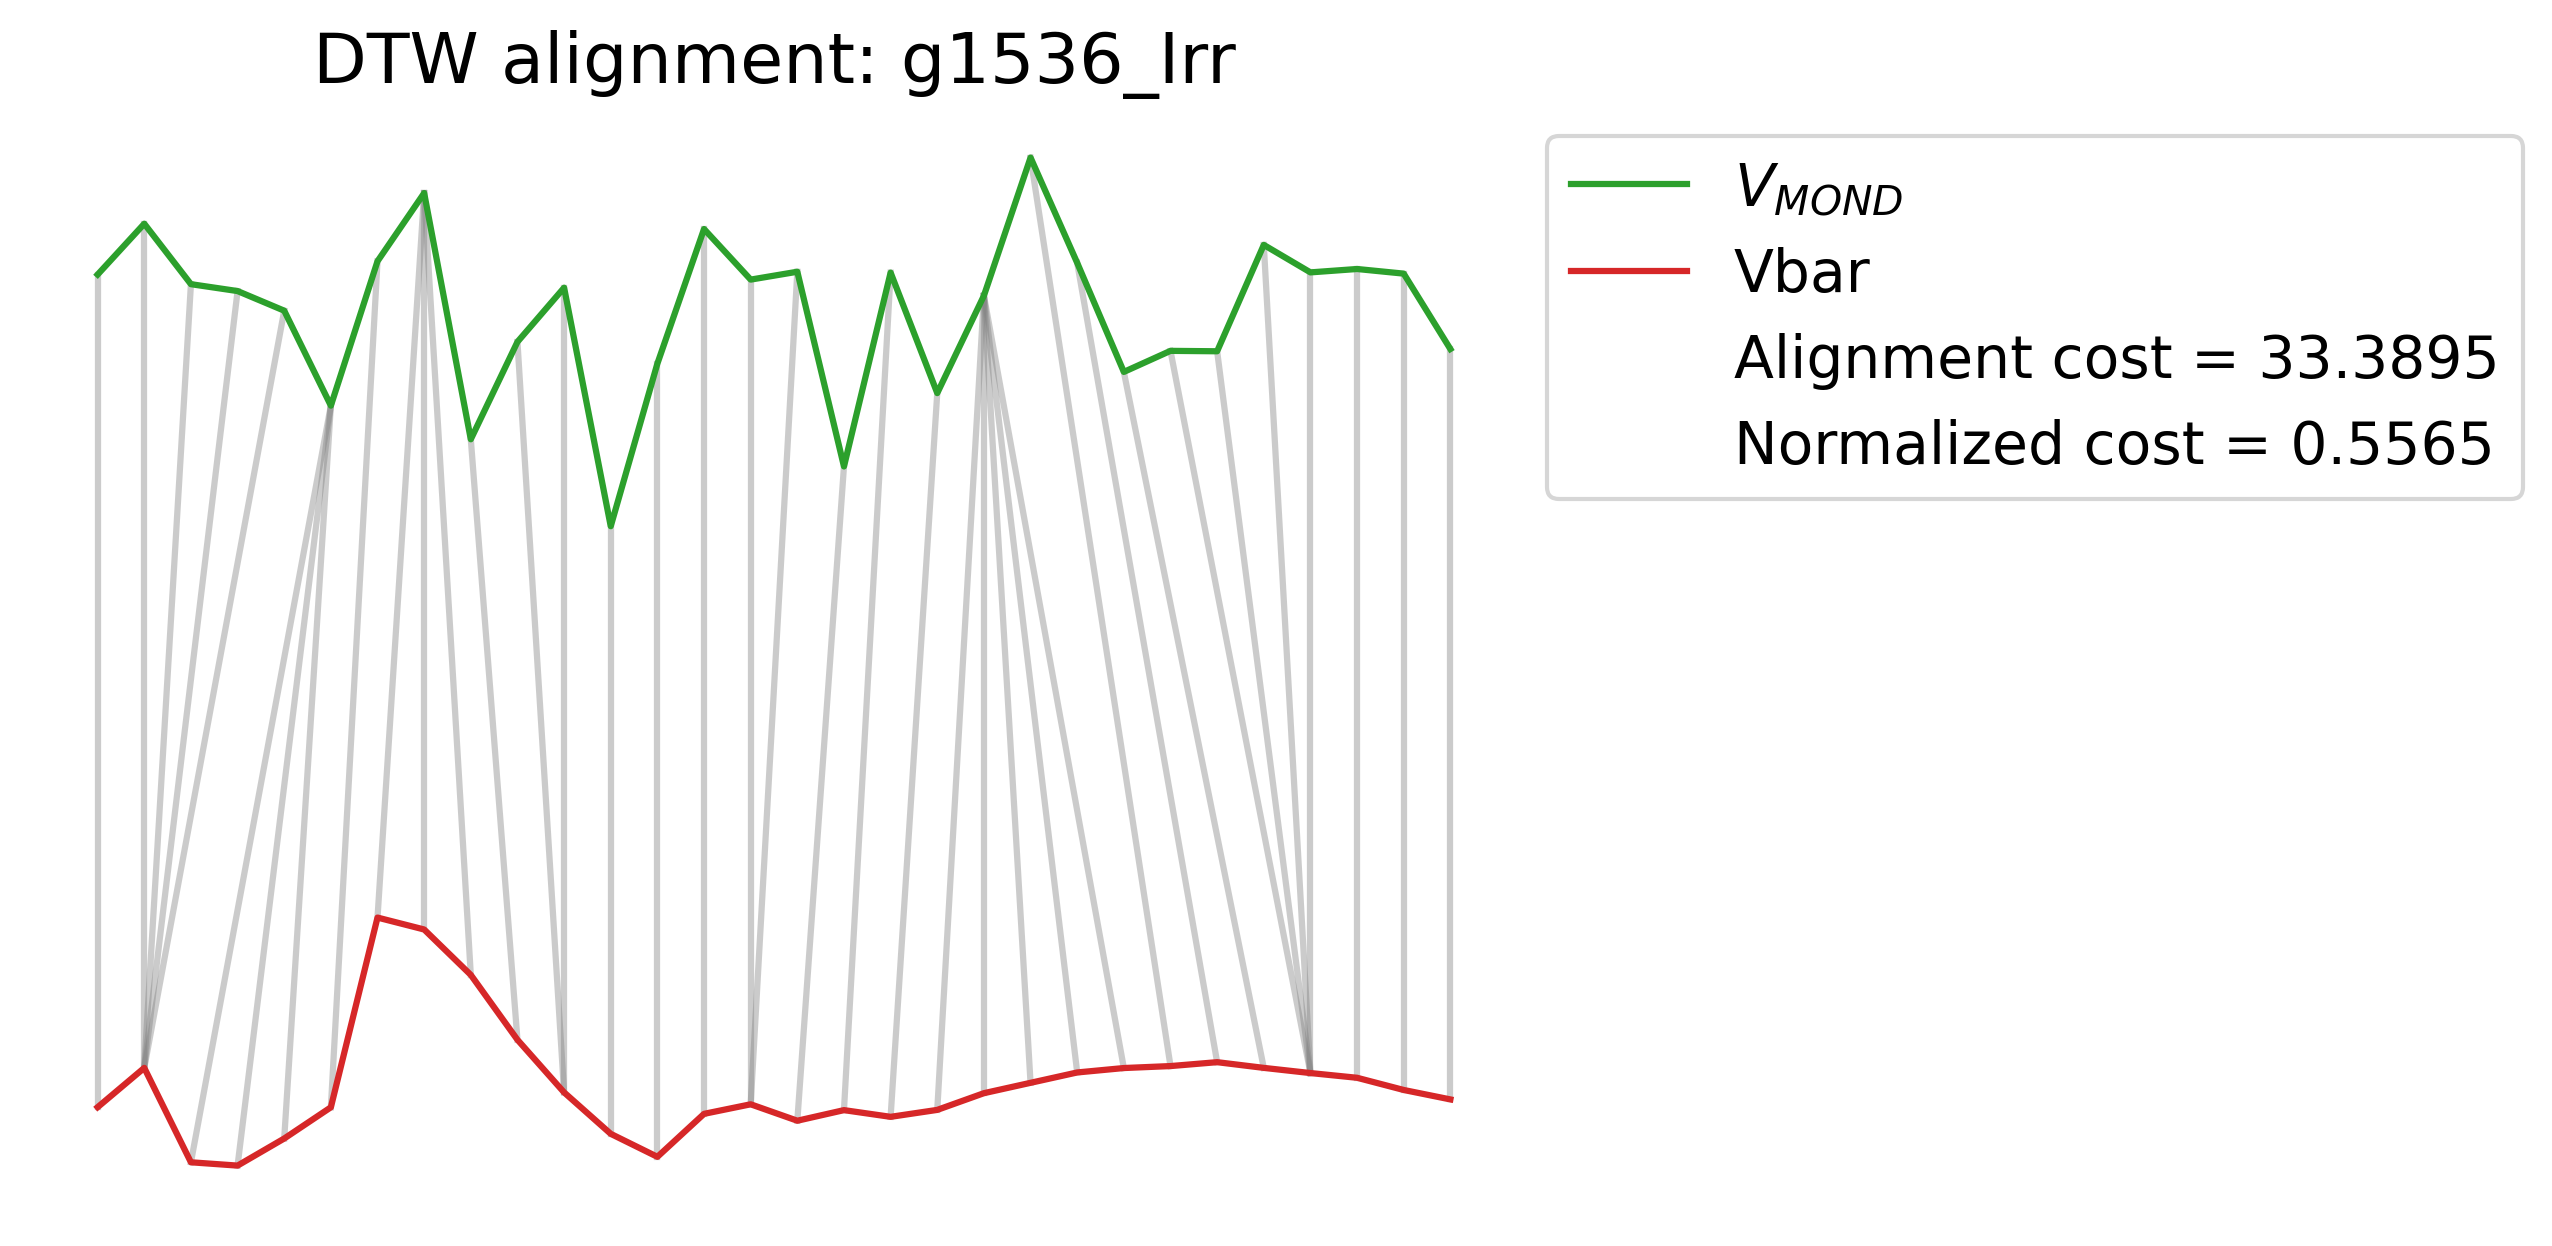 DTW alignment: g1536_Irr
V_MOND
Vbar
Alignment cost = 33.3895
Normalized cost = 0.5565